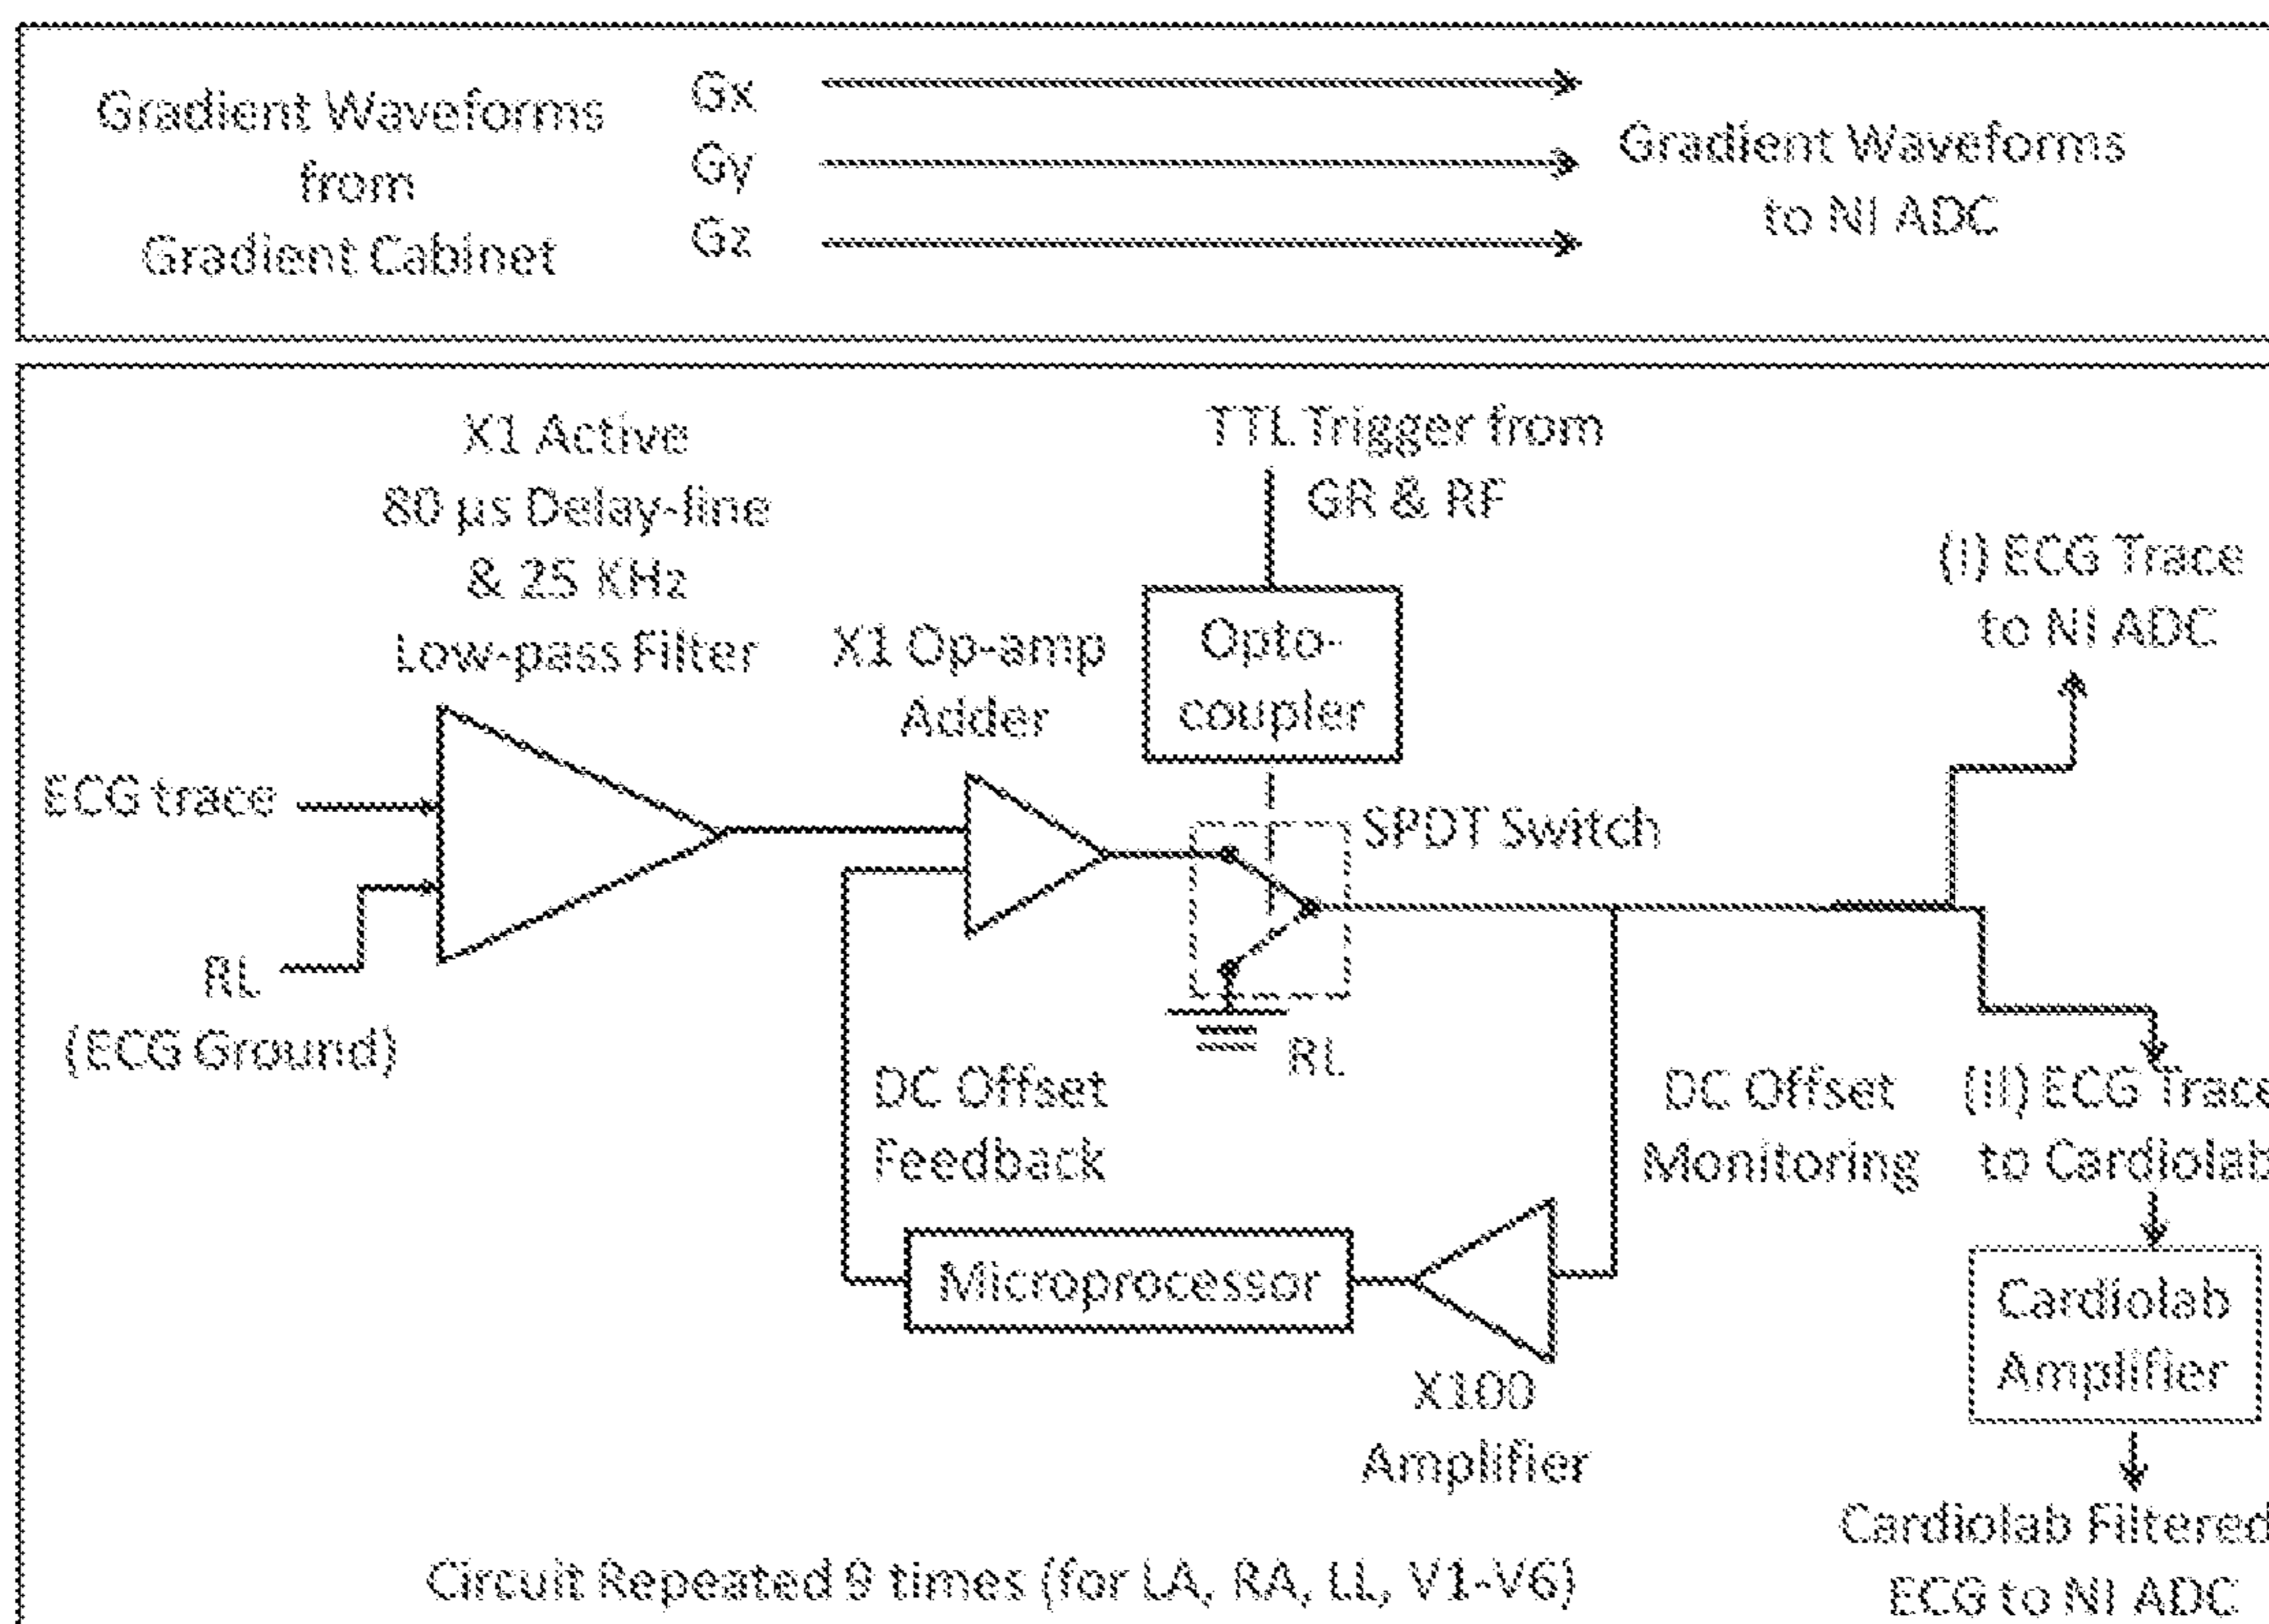 Gradient Waveforms
from
Gradient Cabinet
Gx
Gy
Gz
Gradient Waveforms
to NI ADC
X1 Active
80 µs Delay-line
& 25 KHz
Low-pass Filter
TTL Trigger from
GR & RF
(I) ECG Trace
to NI ADC
X1 Op-amp
Adder
Opto-
coupler
ECG trace
SPDT Switch
RL
(ECG Ground)
RL
DC Offset
Feedback
DC Offset
Monitoring
(II) ECG Trace
to Cardiolab
Microprocessor
Cardiolab
Amplifier
X100
Amplifier
Cardiolab Filtered
ECG to NI ADC
Circuit Repeated 9 times (for LA, RA, LL, V1-V6)